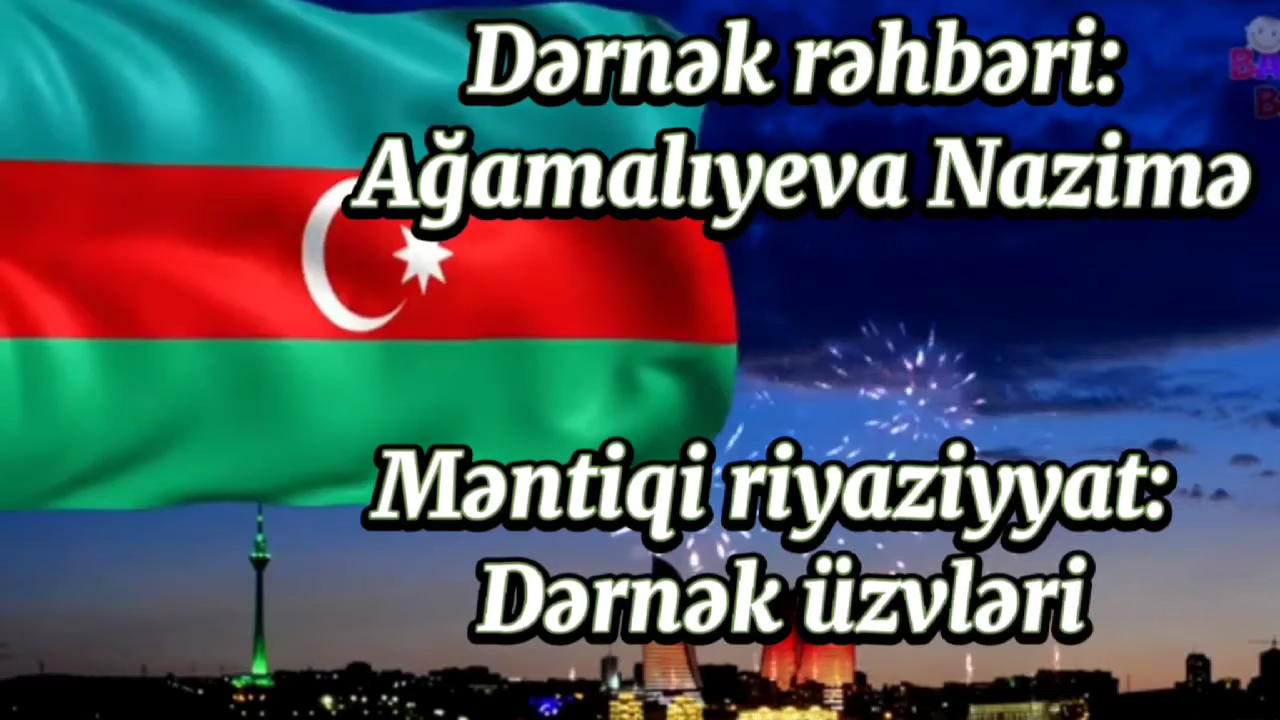 Dərnək rəhbəri:
Ağamalıyeva Nazimə
Məntiqi riyaziyyat:
Dərnək üzvləri